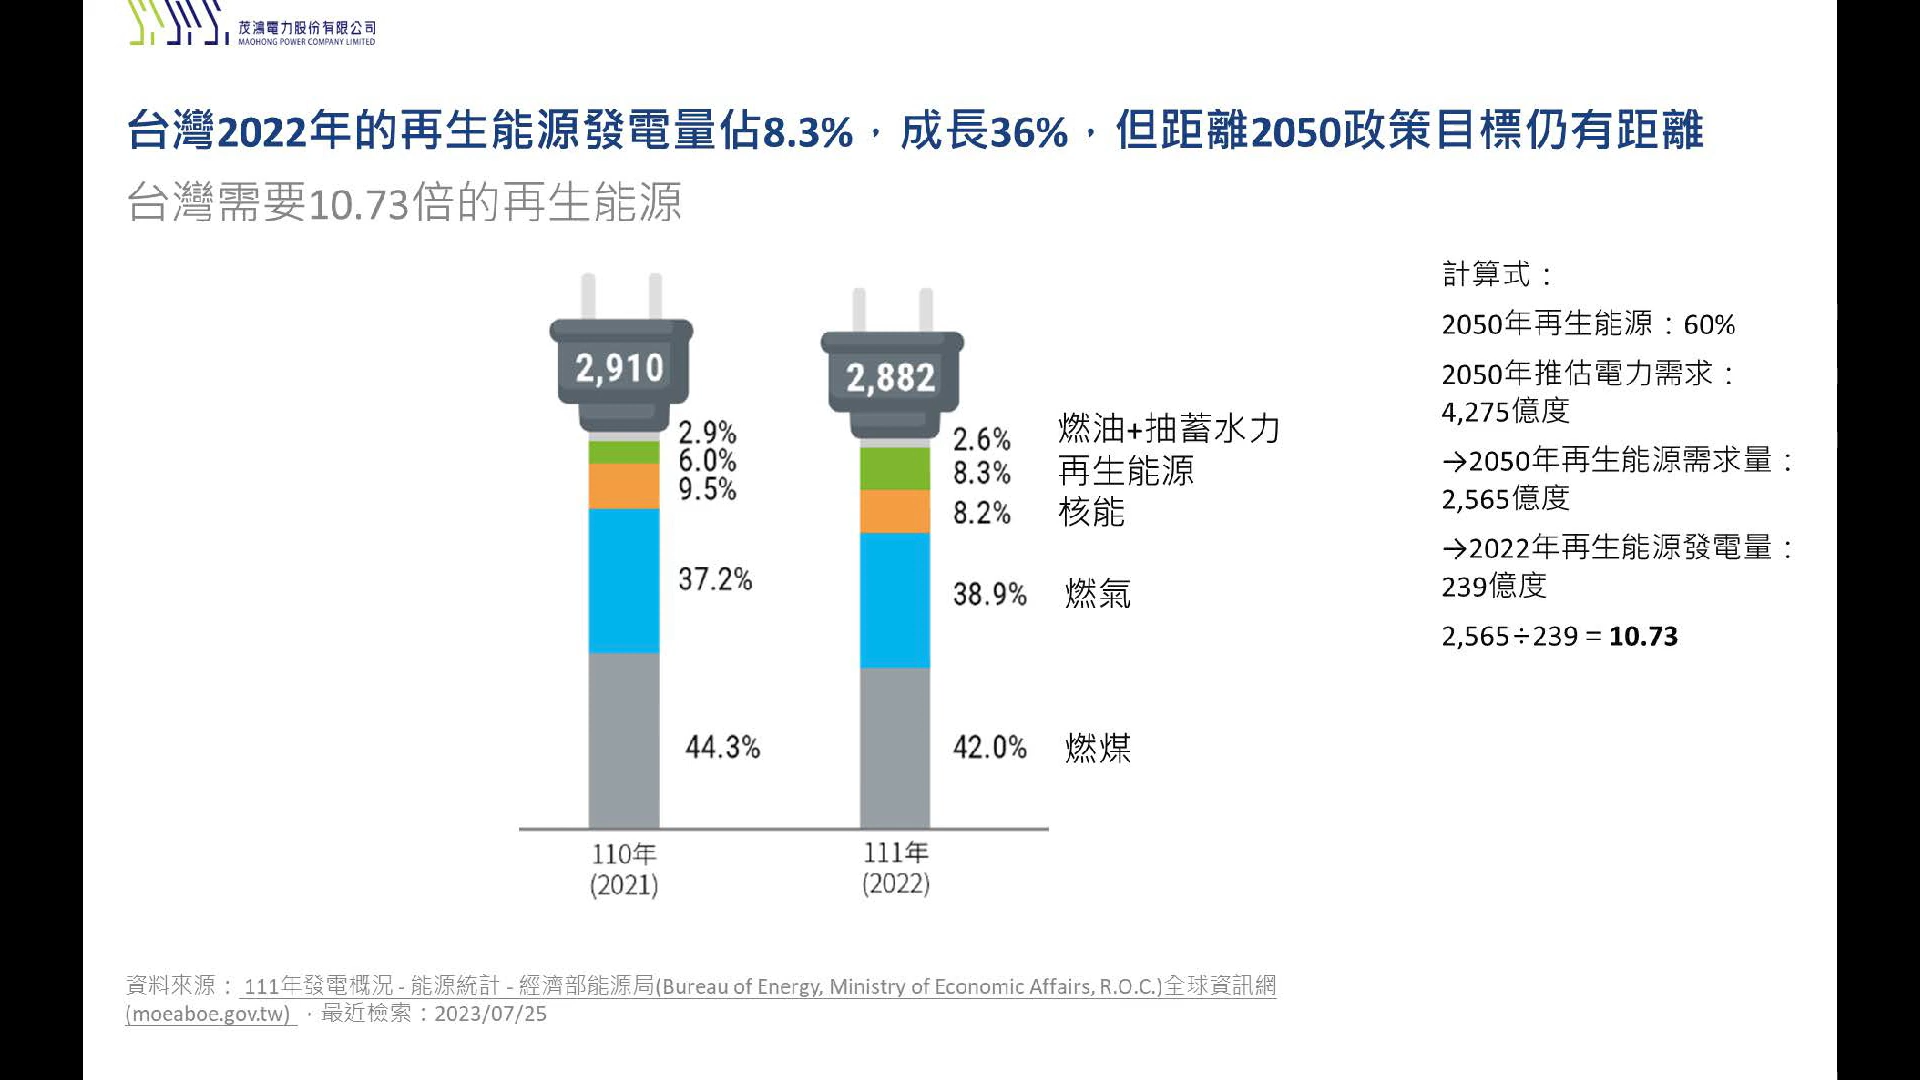 茂鴻電力股份有限公司
MAOHONG POWER COMPANY LIMITED
台灣2022年的再生能源發電量佔8.3%，成長36%，但距離2050政策目標仍有距離
台灣需要10.73倍的再生能源
2,910
2.9%
6.0%
9.5%
37.2%
44.3%
110年
(2021)
2,882
2.6% 燃油+抽蓄水力
8.3% 再生能源
8.2% 核能
38.9% 燃氣
42.0% 燃煤
111年
(2022)
計算式：
2050年再生能源：60%
2050年推估電力需求：
4,275億度
→2050年再生能源需求量：
2,565億度
→2022年再生能源發電量：
239億度
2,565÷239 = 10.73
資料來源： 111年發電概況 - 能源統計 - 經濟部能源局(Bureau of Energy, Ministry of Economic Affairs, R.O.C.)全球資訊網
(moeaboe.gov.tw) ，最近檢索：2023/07/25